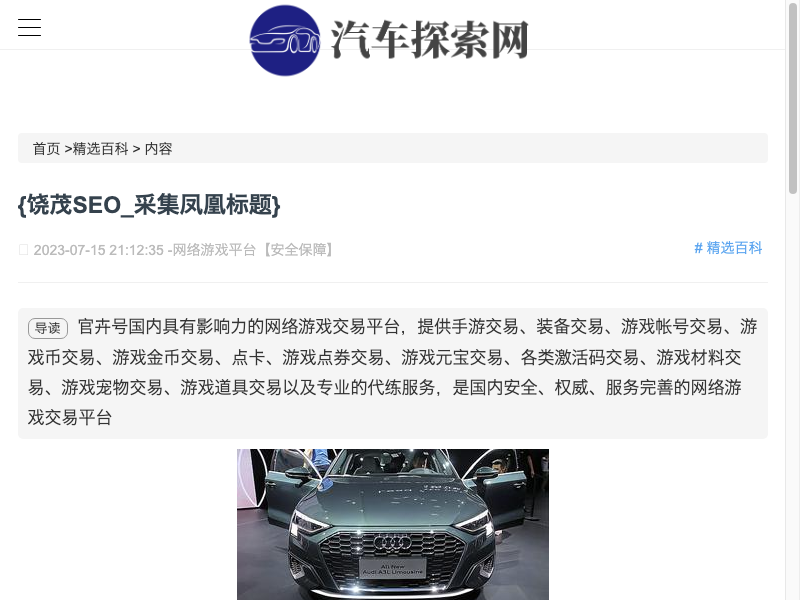 汽车探索网
首页 >精选百科 > 内容
{饶茂SEO_采集凤凰标题}
2023-07-15 21:12:35 -网络游戏平台【安全保障】
# 精选百科
导读 官卉号国内具有影响力的网络游戏交易平台，提供手游交易、装备交易、游戏帐号交易、游
戏币交易、游戏金币交易、点卡、游戏点券交易、游戏元宝交易、各类激活码交易、游戏材料交
易、游戏宠物交易、游戏道具交易以及专业的代练服务，是国内安全、权威、服务完善的网络游
戏交易平台
All New
Audi A3L Limousine